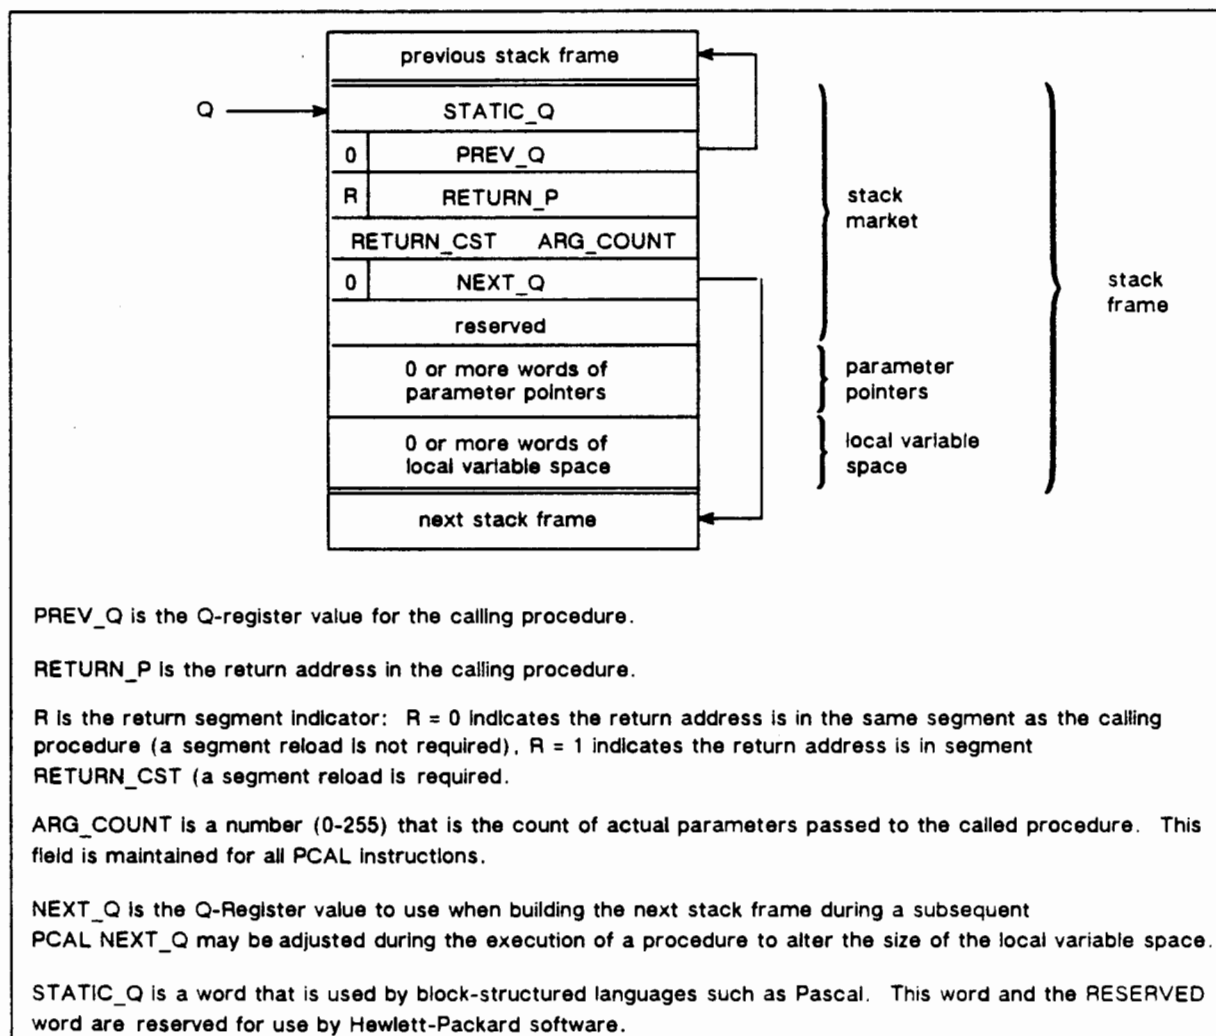 previous stack frame
Q
STATIC_Q
0 PREV_Q
R RETURN_P
RETURN_CST ARG_COUNT
0 NEXT_Q
reserved
0 or more words of
parameter pointers
0 or more words of
local variable space
next stack frame
stack
market
parameter
pointers
local variable
space
stack
frame
PREV_Q is the Q-register value for the calling procedure.
RETURN_P is the return address in the calling procedure.
R is the return segment indicator: R = 0 indicates the return address is in the same segment as the calling
procedure (a segment reload is not required), R = 1 indicates the return address is in segment
RETURN_CST (a segment reload is required.
ARG_COUNT is a number (0-255) that is the count of actual parameters passed to the called procedure. This
field is maintained for all PCAL instructions.
NEXT_Q is the Q-Register value to use when building the next stack frame during a subsequent
PCAL NEXT_Q may be adjusted during the execution of a procedure to alter the size of the local variable space.
STATIC_Q is a word that is used by block-structured languages such as Pascal. This word and the RESERVED
word are reserved for use by Hewlett-Packard software.